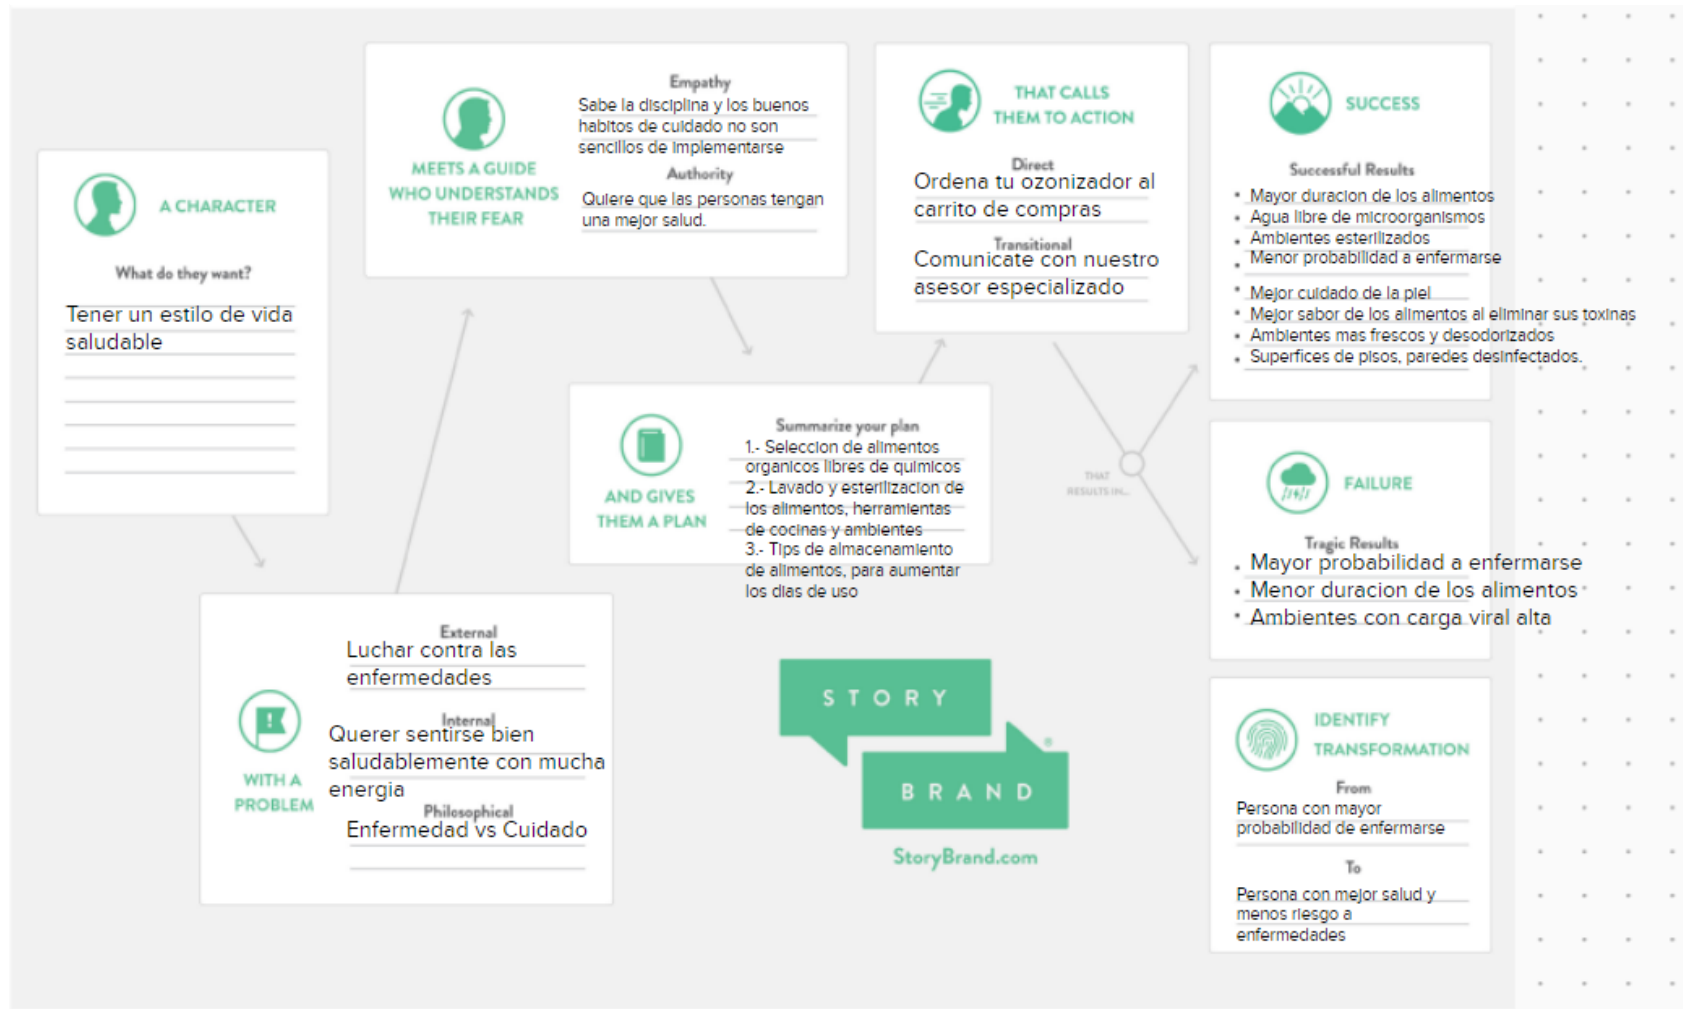 A CHARACTER
What do they want?
Tener un estilo de vida
saludable
WITH A
PROBLEM
External
Luchar contra las
enfermedades
Internal
Querer sentirse bien
saludablemente con mucha
energia
Philosophical
Enfermedad vs Cuidado
MEETS A GUIDE
WHO UNDERSTANDS
THEIR FEAR
Empathy
Sabe la disciplina y los buenos
habitos de cuidado no son
sencillos de implementarse
Authority
Quiere que las personas tengan
una mejor salud.
AND GIVES
THEM A PLAN
Summarize your plan
1.- Seleccion de alimentos
organicos libres de quimicos
2.- Lavado y esterilizacion de
los alimentos, herramientas
de cocinas y ambientes
3.- Tips de almacenamiento
de alimentos, para aumentar
los dias de uso
THAT CALLS
THEM TO ACTION
Direct
Ordena tu ozonizador al
carrito de compras
Transitional
Comunicate con nuestro
asesor especializado
THAT
RESULTS IN...
SUCCESS
Successful Results
• Mayor duracion de los alimentos
• Agua libre de microorganismos
• Ambientes esterilizados
• Menor probabilidad a enfermarse
• Mejor cuidado de la piel
• Mejor sabor de los alimentos al eliminar sus toxinas
• Ambientes mas frescos y desodorizados
• Superfices de pisos, paredes desinfectados.
FAILURE
Tragic Results
• Mayor probabilidad a enfermarse
• Menor duracion de los alimentos
• Ambientes con carga viral alta
IDENTIFY
TRANSFORMATION
From
Persona con mayor
probabilidad de enfermarse
To
Persona con mejor salud y
menos riesgo a
enfermedades
STORY
®
BRAND
StoryBrand.com